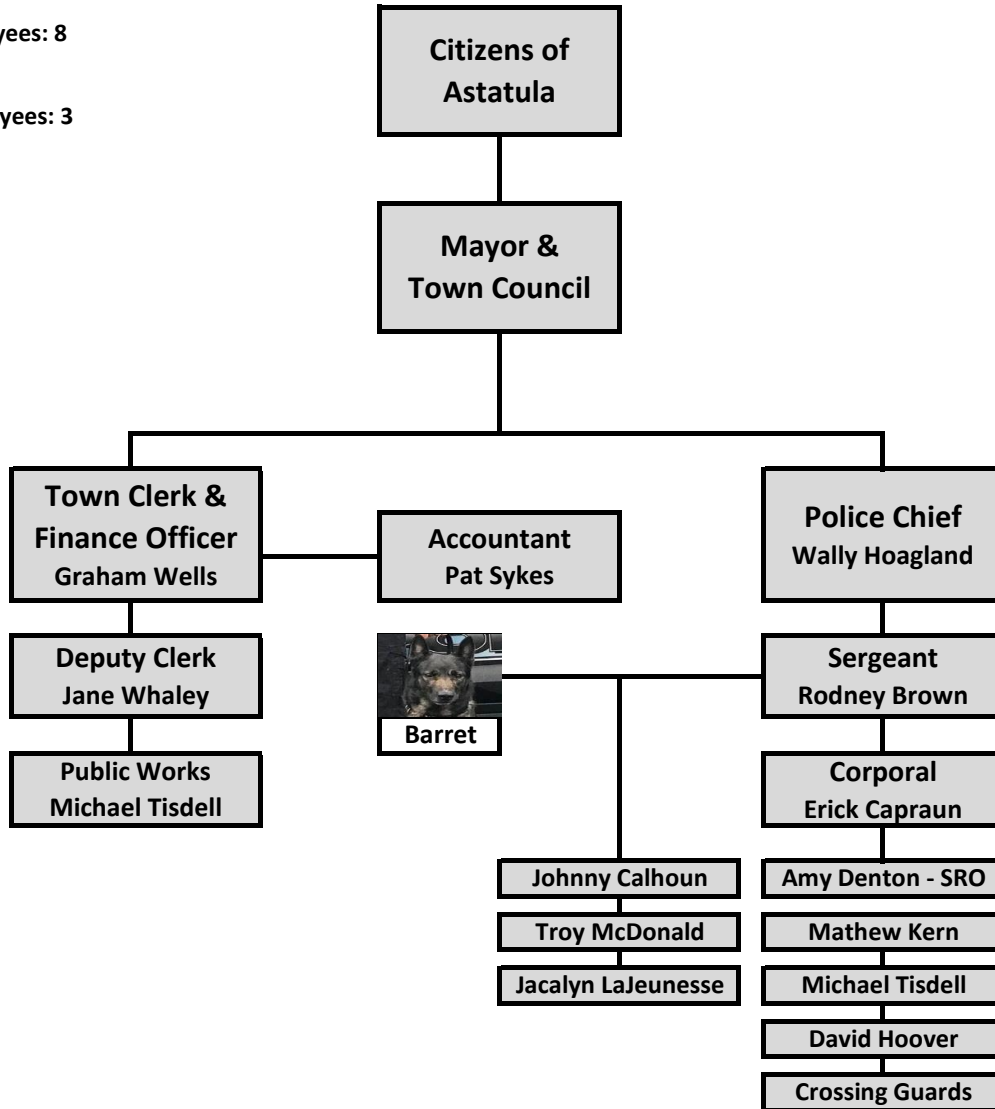 yees: 8
yees: 3
Citizens of
Astatula
Mayor &
Town Council
Town Clerk &
Finance Officer
Graham Wells
Accountant
Pat Sykes
Police Chief
Wally Hoagland
Deputy Clerk
Jane Whaley
Barret
Sergeant
Rodney Brown
Public Works
Michael Tisdell
Corporal
Erick Capraun
Johnny Calhoun
Troy McDonald
Jacalyn LaJeunesse
Amy Denton - SRO
Mathew Kern
Michael Tisdell
David Hoover
Crossing Guards